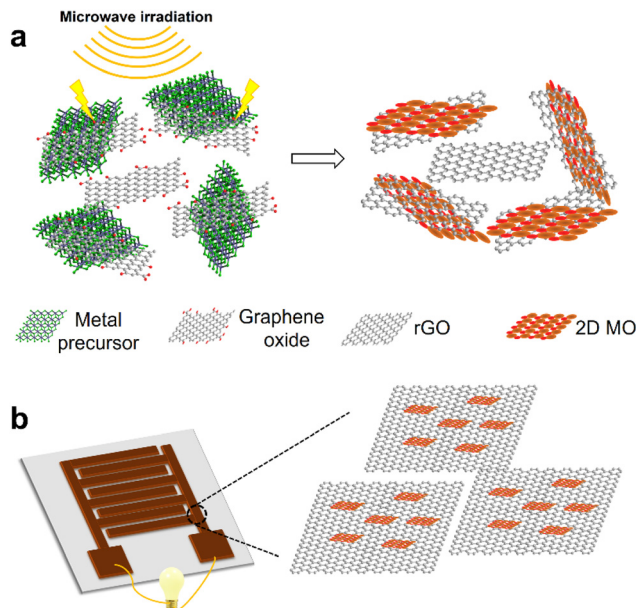 Microwave irradiation
a
Metal
precursor
Graphene
oxide
rGO
2D MO
b